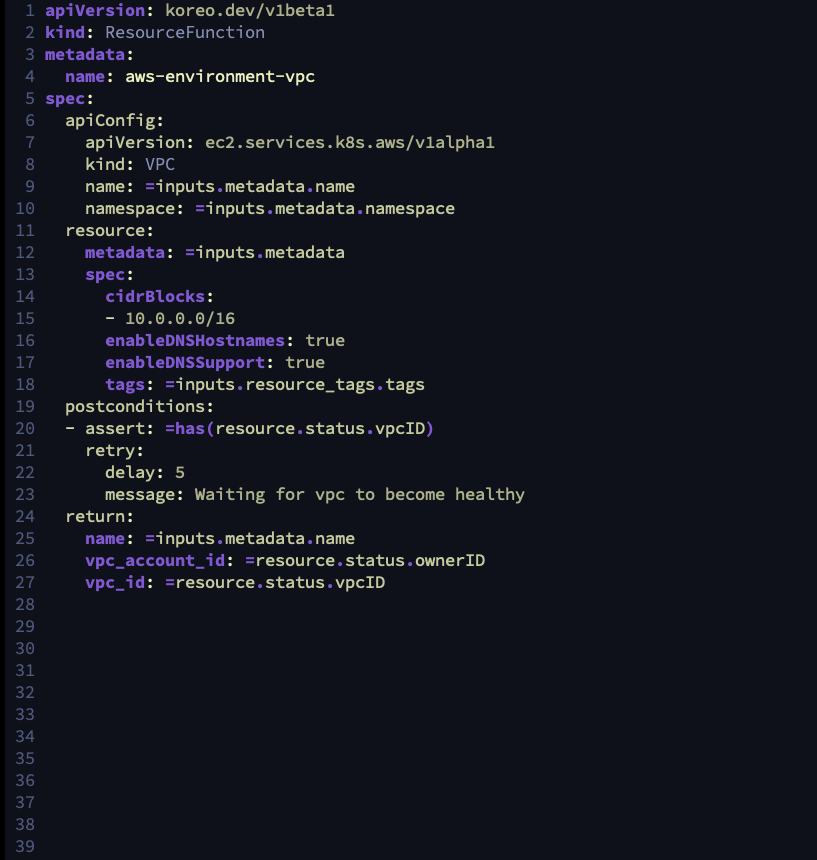 1 apiVersion: koreo.dev/v1beta1
2 kind: ResourceFunction
3 metadata:
4   name: aws-environment-vpc
5 spec:
6   apiConfig:
7     apiVersion: ec2.services.k8s.aws/v1alpha1
8     kind: VPC
9     name: =inputs.metadata.name
10     namespace: =inputs.metadata.namespace
11   resource:
12     metadata: =inputs.metadata
13     spec:
14       cidrBlocks:
15       - 10.0.0.0/16
16       enableDNSHostnames: true
17       enableDNSSupport: true
18       tags: =inputs.resource_tags.tags
19   postconditions:
20   - assert: =has(resource.status.vpcID)
21     retry:
22       delay: 5
23       message: Waiting for vpc to become healthy
24   return:
25     name: =inputs.metadata.name
26     vpc_account_id: =resource.status.ownerID
27     vpc_id: =resource.status.vpcID
28
29
30
31
32
33
34
35
36
37
38
39